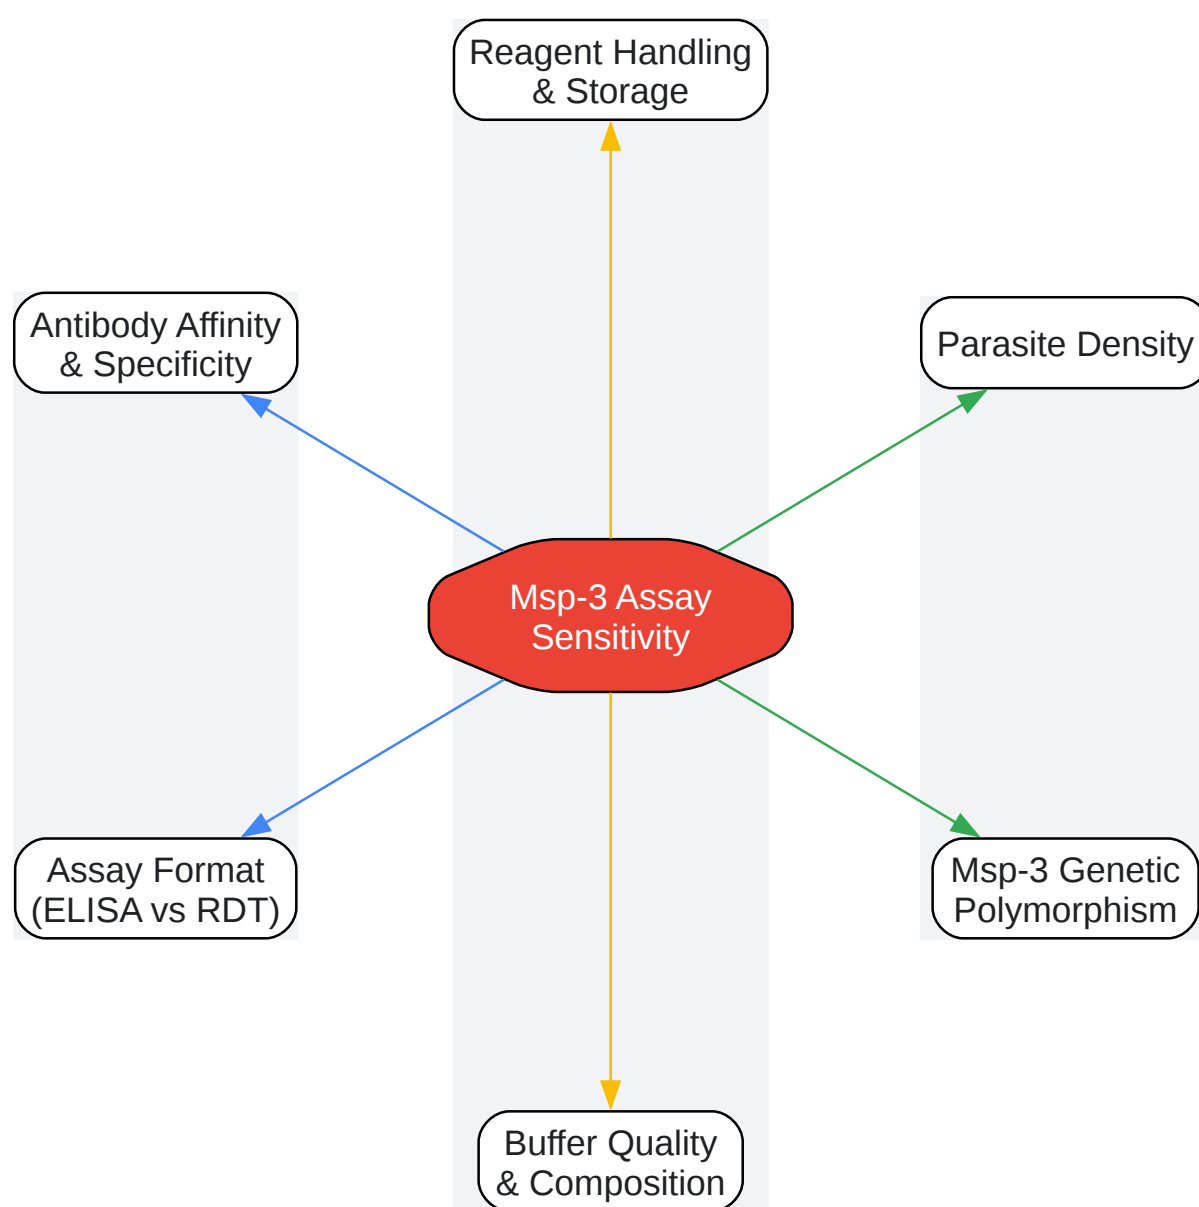 Reagent Handling
& Storage
Antibody Affinity
& Specificity
Parasite Density
Msp-3 Assay
Sensitivity
Assay Format
(ELISA vs RDT)
Msp-3 Genetic
Polymorphism
Buffer Quality
& Composition